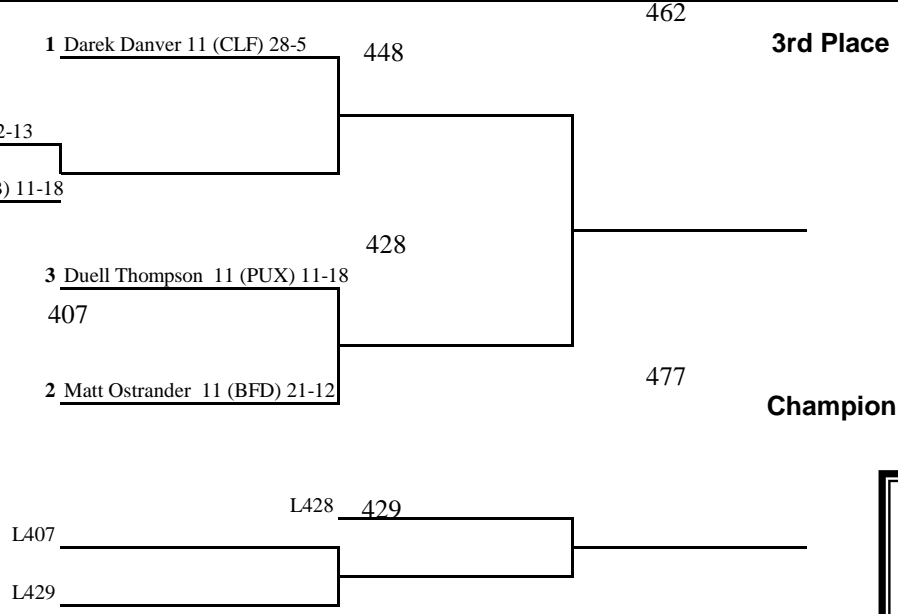 462
1 Darek Danver 11 (CLF) 28-5
448
3rd Place
2-13
) 11-18
428
3 Duell Thompson 11 (PUX) 11-18
407
477
2 Matt Ostrander 11 (BFD) 21-12
Champion
L428
429
L407
L429